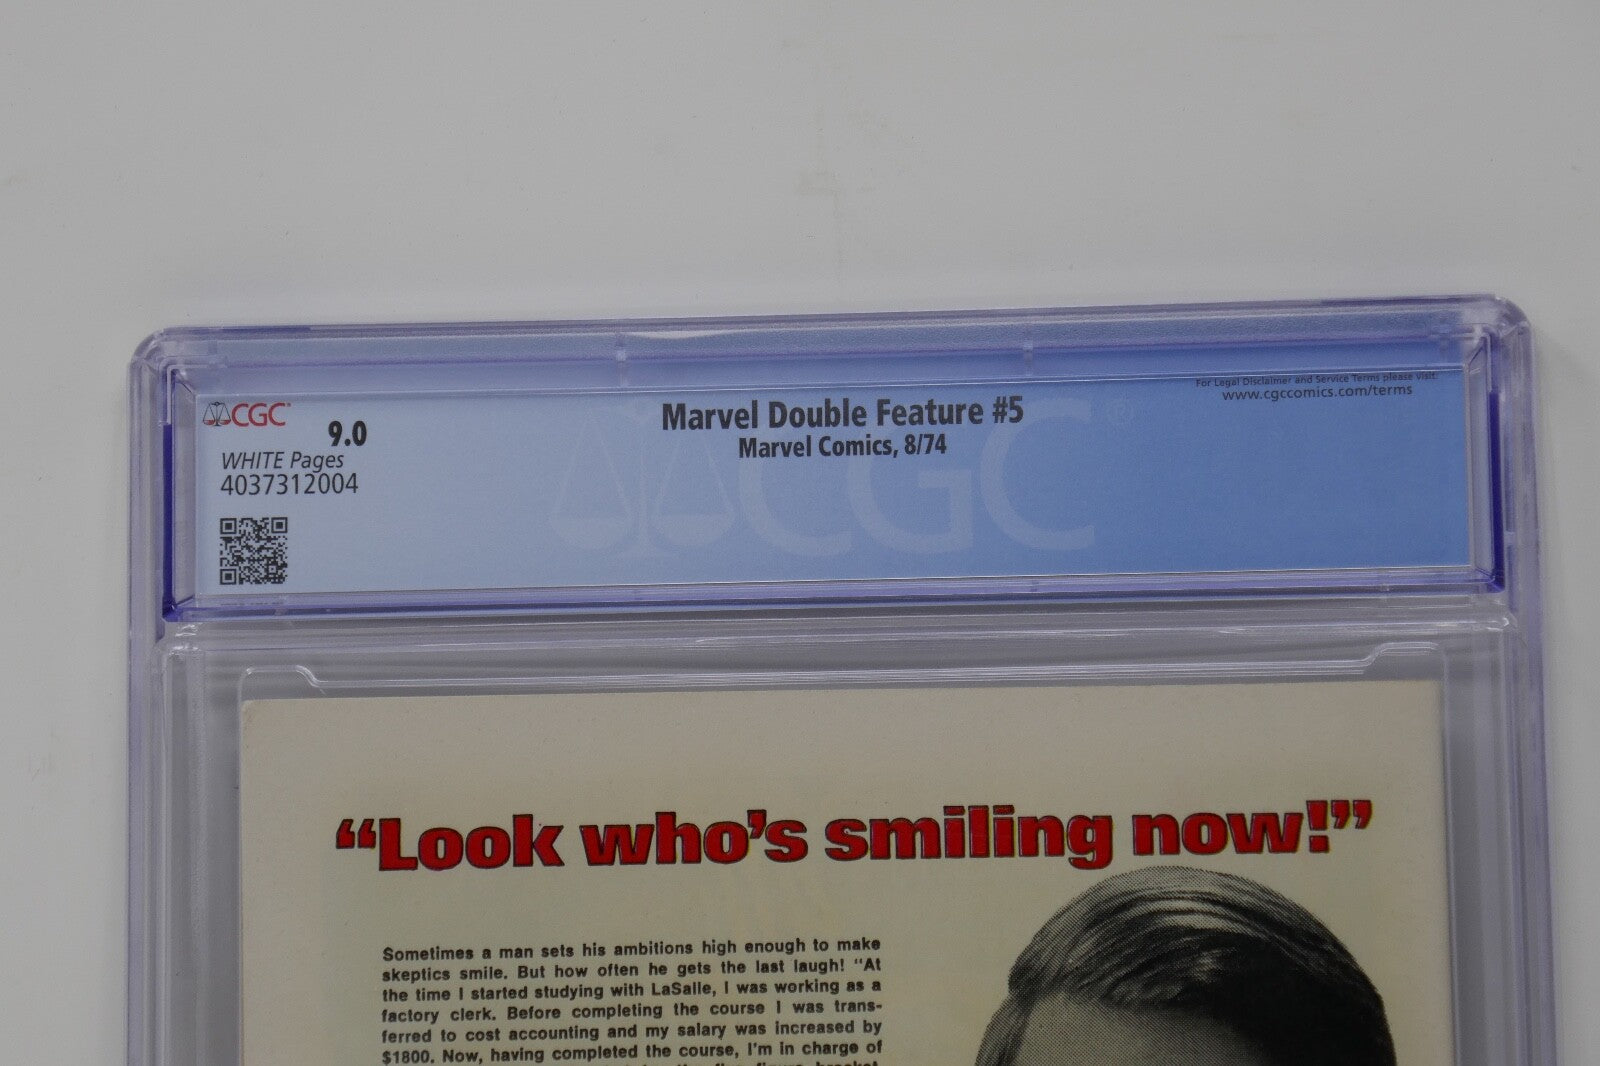 For Legal Disclaimer and Service Terms please visit:
www.cgccomics.com/terms
CGC
9.0
Marvel Double Feature #5
Marvel Comics, 8/74
WHITE Pages
4037312004
CGC
“Look who’s smiling now!”
Sometimes a man sets his ambitions high enough to make
skeptics smile. But how often he gets the last laugh! “At
the time I started studying with LaSalle, I was working as a
factory clerk. Before completing the course I was trans-
ferred to cost accounting and my salary was increased by
$1800. Now, having completed the course, I’m in charge of